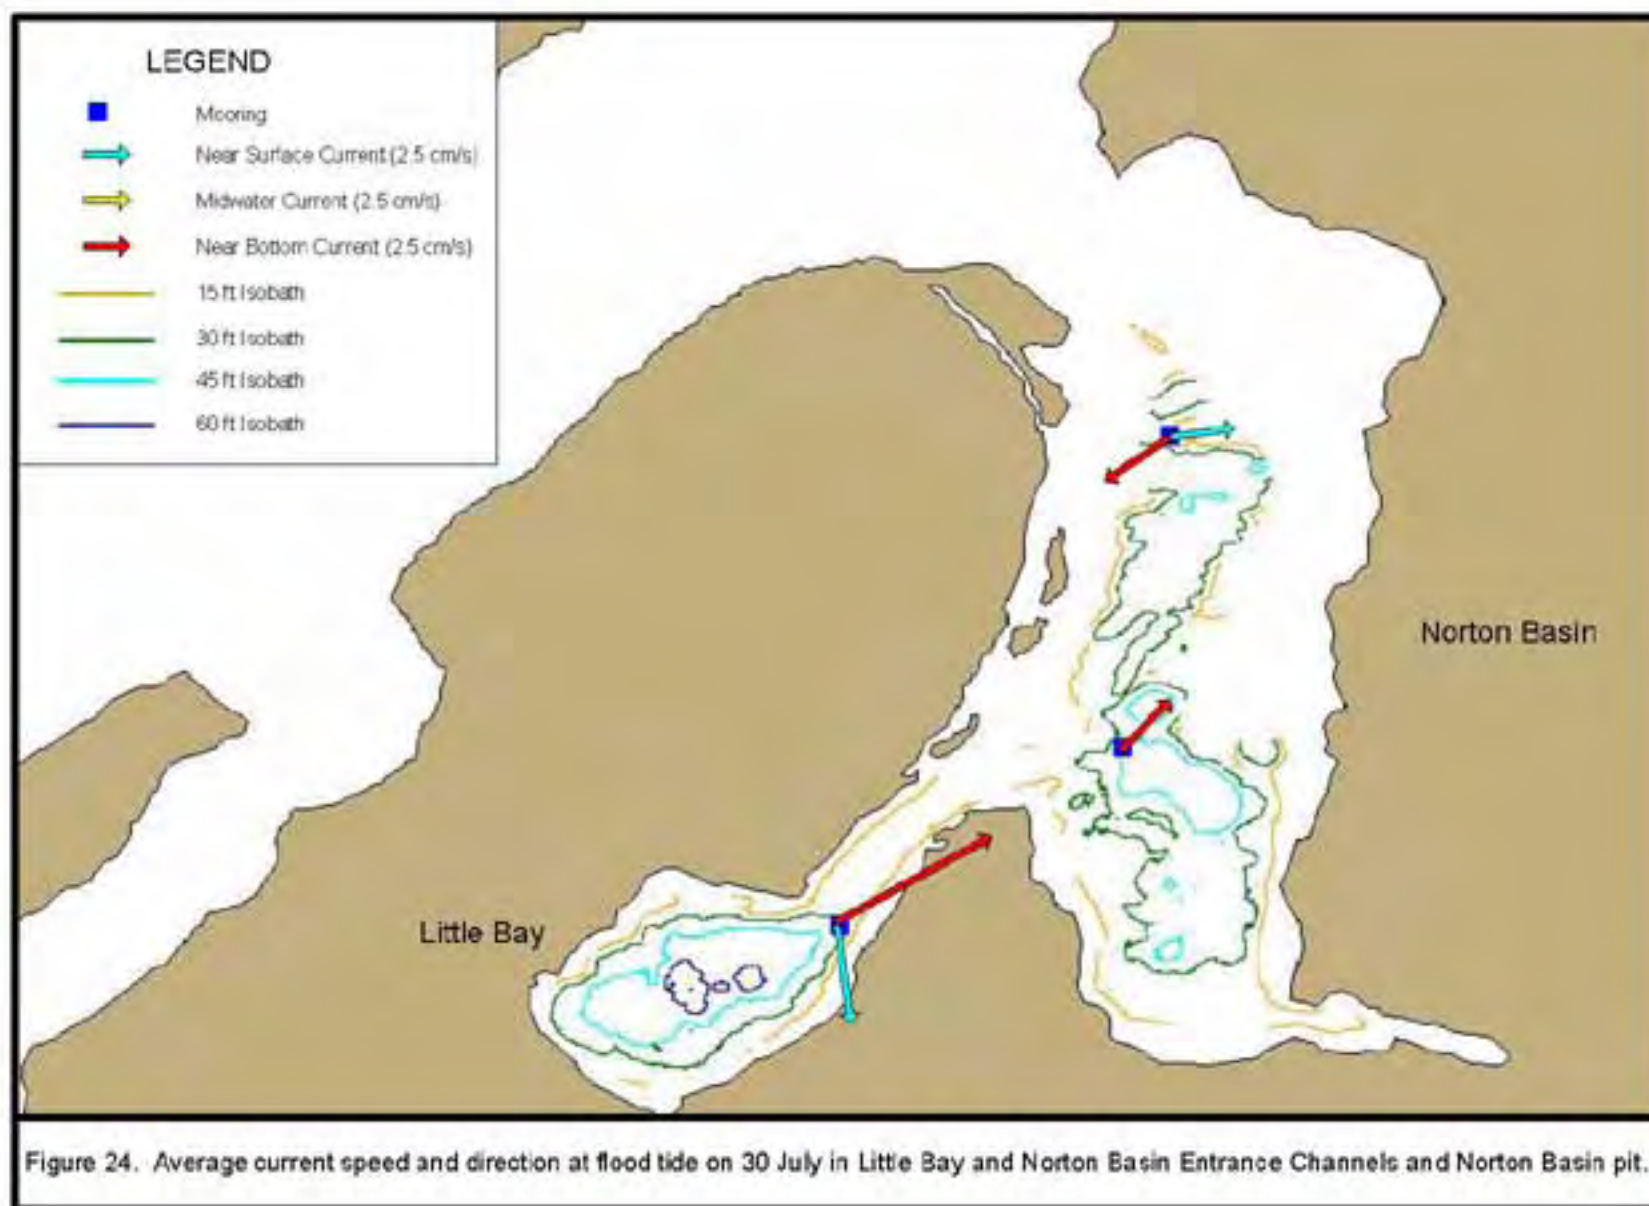 LEGEND
Mooring
Near Surface Current (2.5 cm/s)
Midwater Current (2.5 cm/s)
Near Bottom Current (2.5 cm/s)
15 ft Isobath
30 ft Isobath
45 ft Isobath
60 ft Isobath
Norton Basin
Little Bay
Figure 24. Average current speed and direction at flood tide on 30 July in Little Bay and Norton Basin Entrance Channels and Norton Basin pit.